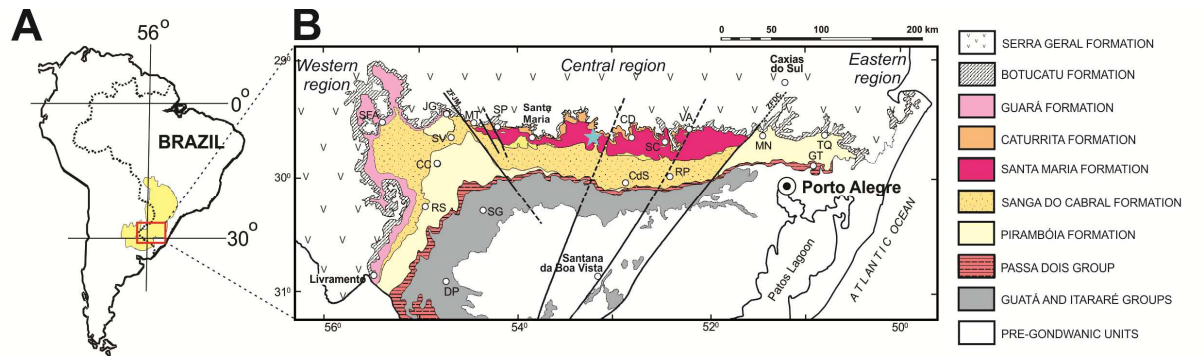 A
56°
0°
BRAZIL
30°
B
0 50 100 200 km
29°
30°
31°
Western
region
Central region
Eastern
region
Caxias
do Sul
ZFJM
ZFDC
SFA
JG
MT
SP
Santa
Maria
CD
VA
SV
SC
MN
TQ
CC
GT
CdS
RP
Porto Alegre
RS
SG
Santana
da Boa Vista
Livramento
DP
Patos Lagoon
ATLANTIC OCEAN
56° 54° 52° 50°
SERRA GERAL FORMATION
BOTUCATU FORMATION
GUARÁ FORMATION
CATURRITA FORMATION
SANTA MARIA FORMATION
SANGA DO CABRAL FORMATION
PIRAMBÓIA FORMATION
PASSA DOIS GROUP
GUATÁ AND ITARARÉ GROUPS
PRE-GONDWANIC UNITS